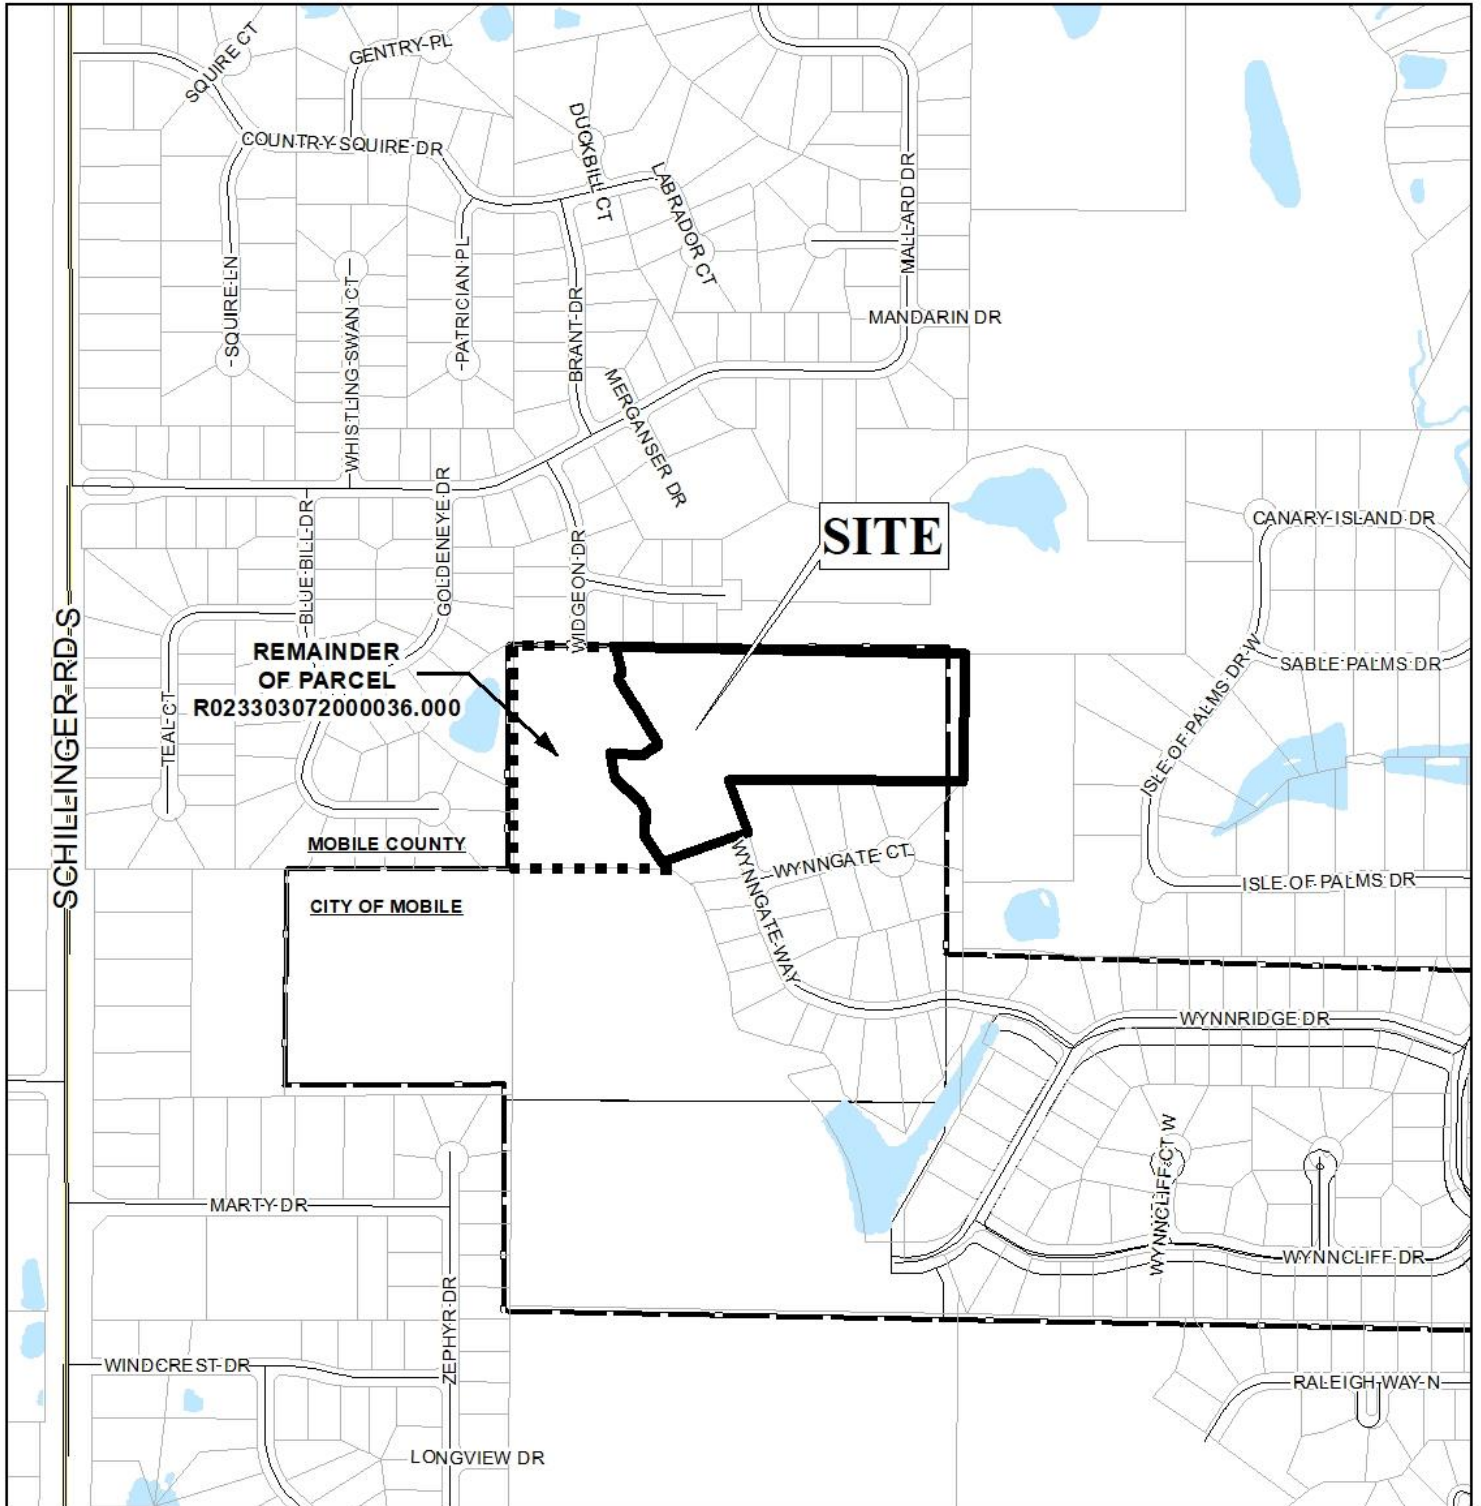 SQUIRE CT
GENTRY PL
COUNTRY SQUIRE DR
DUCKBILL CT
LABRADOR CT
MALLARD DR
SQUIRE LN
WHISTLING SWAN CT
PATRICIAN PL
BRANT DR
MANDARIN DR
MERGANSER DR
GOLDENEYE DR
BLUE BILL DR
WIDGEON DR
SITE
CANARY ISLAND DR
SCHILLINGER RD S
TEAL CT
REMAINDER
OF PARCEL
R023303072000036.000
ISLE OF PALMS DR W
SABLE PALMS DR
MOBILE COUNTY
CITY OF MOBILE
WYNNGATE CT
WYNNGATE WAY
ISLE OF PALMS DR
WYNNRIDGE DR
WYNNCLIFF CT W
WYNNCLIFF DR
MARTY DR
ZEPHYR DR
WINDCREST DR
LONGVIEW DR
RALEIGH WAY N